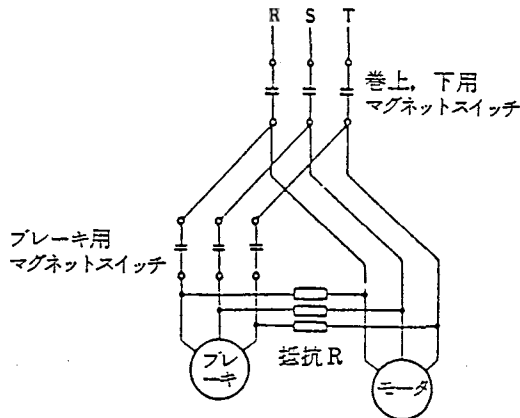 R S T
巻上，下用
マグネットスイッチ
ブレーキ用
マグネットスイッチ
抵抗R
ブレ
ーキ
モータ